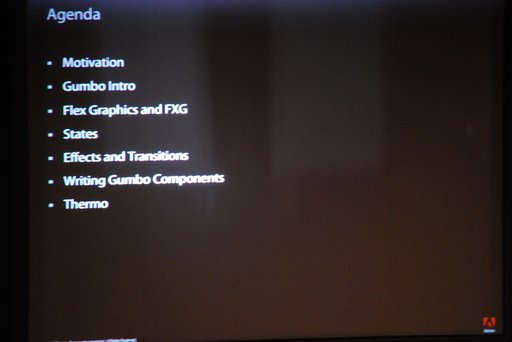 Agenda
Motivation
Gumbo Intro
Flex Graphics and FXG
States
Effects and Transitions
Writing Gumbo Components
Thermo